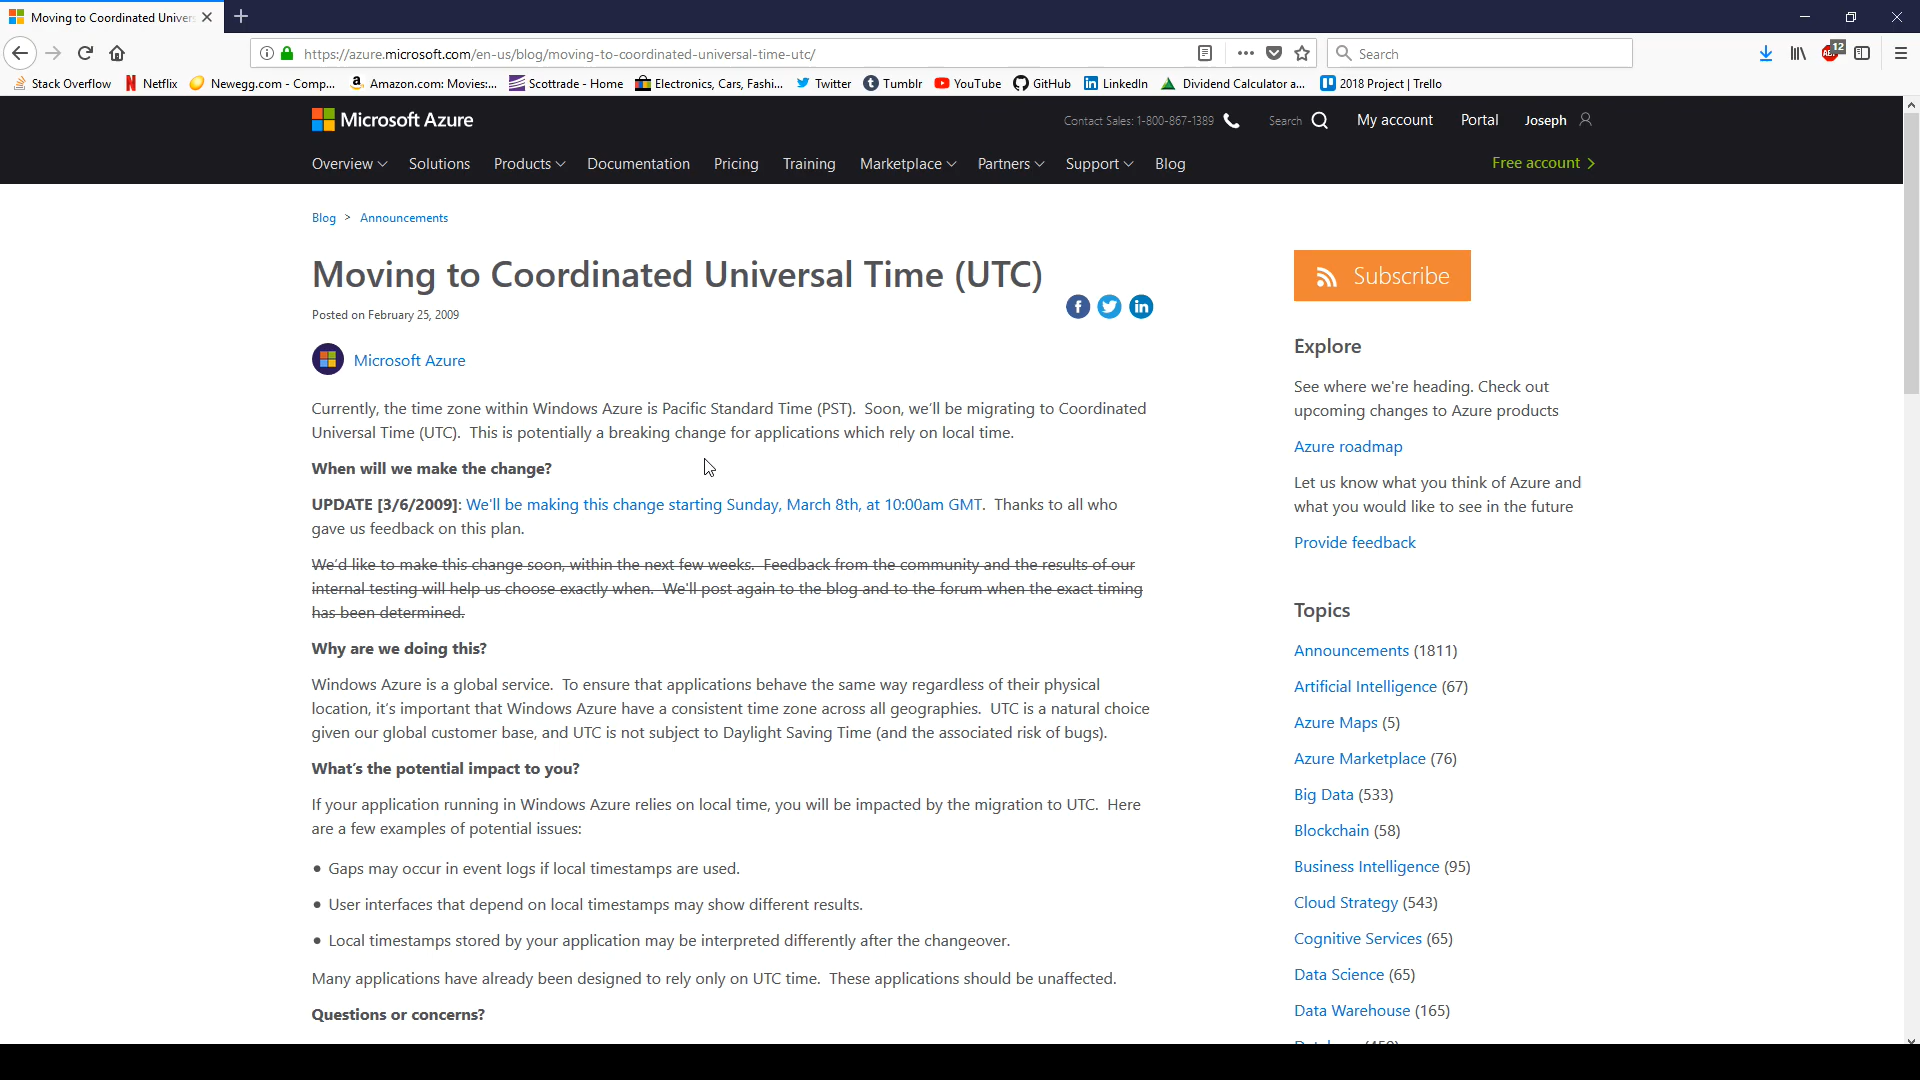 Moving to Coordinated Univers
https://azure.microsoft.com/en-us/blog/moving-to-coordinated-universal-time-utc/
Search
12
Stack Overflow
Netflix
Newegg.com - Comp...
Amazon.com: Movies:...
Scottrade - Home
Electronics, Cars, Fashi...
Twitter
Tumblr
YouTube
GitHub
LinkedIn
Dividend Calculator a...
2018 Project | Trello
Microsoft Azure
Contact Sales: 1-800-867-1389
Search
My account
Portal
Joseph
Overview
Solutions
Products
Documentation
Pricing
Training
Marketplace
Partners
Support
Blog
Free account >
Blog > Announcements
Moving to Coordinated Universal Time (UTC)
Posted on February 25, 2009
Microsoft Azure
Currently, the time zone within Windows Azure is Pacific Standard Time (PST).  Soon, we'll be migrating to Coordinated
Universal Time (UTC).  This is potentially a breaking change for applications which rely on local time.
When will we make the change?
UPDATE [3/6/2009]: We'll be making this change starting Sunday, March 8th, at 10:00am GMT.  Thanks to all who
gave us feedback on this plan.
We'd like to make this change soon, within the next few weeks.  Feedback from the community and the results of our
internal testing will help us choose exactly when.  We'll post again to the blog and to the forum when the exact timing
has been determined.
Why are we doing this?
Windows Azure is a global service.  To ensure that applications behave the same way regardless of their physical
location, it's important that Windows Azure have a consistent time zone across all geographies.  UTC is a natural choice
given our global customer base, and UTC is not subject to Daylight Saving Time (and the associated risk of bugs).
What's the potential impact to you?
If your application running in Windows Azure relies on local time, you will be impacted by the migration to UTC.  Here
are a few examples of potential issues:
• Gaps may occur in event logs if local timestamps are used.
• User interfaces that depend on local timestamps may show different results.
• Local timestamps stored by your application may be interpreted differently after the changeover.
Many applications have already been designed to rely only on UTC time.  These applications should be unaffected.
Questions or concerns?
Subscribe
Explore
See where we're heading. Check out
upcoming changes to Azure products
Azure roadmap
Let us know what you think of Azure and
what you would like to see in the future
Provide feedback
Topics
Announcements (1811)
Artificial Intelligence (67)
Azure Maps (5)
Azure Marketplace (76)
Big Data (533)
Blockchain (58)
Business Intelligence (95)
Cloud Strategy (543)
Cognitive Services (65)
Data Science (65)
Data Warehouse (165)